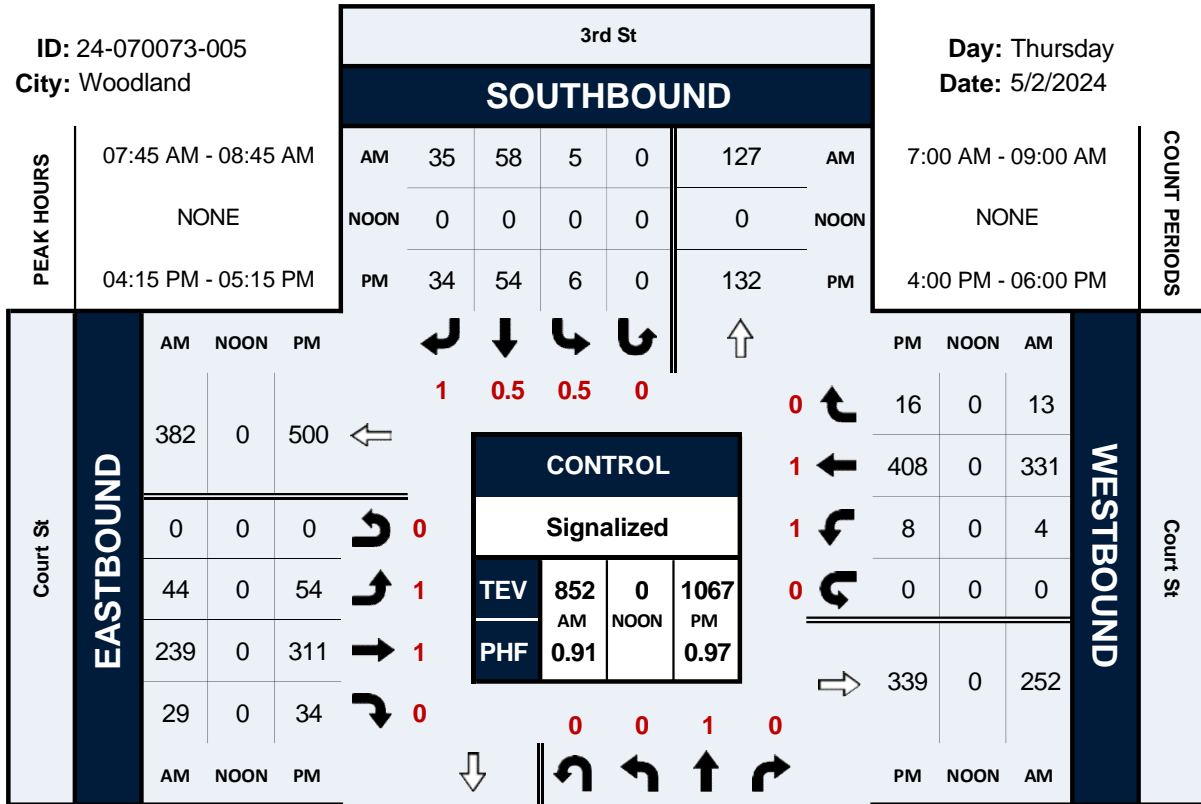 3rd St
ID: 24-070073-005
Day: Thursday
City: Woodland
SOUTHBOUND
Date: 5/2/2024
PEAK HOURS
07:45 AM - 08:45 AM
AM 35 58 5 0 127 AM
7:00 AM - 09:00 AM
COUNT PERIODS
NONE
NOON 0 0 0 0 0 NOON
NONE
04:15 PM - 05:15 PM
PM 34 54 6 0 132 PM
4:00 PM - 06:00 PM
Court St
EASTBOUND
AM NOON PM
PM NOON AM
1 0.5 0.5 0
0 16 0 13
382 0 500
CONTROL
1 408 0 331
WESTBOUND
Court St
0 0 0 0
Signalized
1 8 0 4
44 0 54 1
TEV 852 0 1067
0 0 0 0
AM NOON PM
239 0 311 1
PHF 0.91 0.97
339 0 252
29 0 34 0
0 0 1 0
AM NOON PM
PM NOON AM